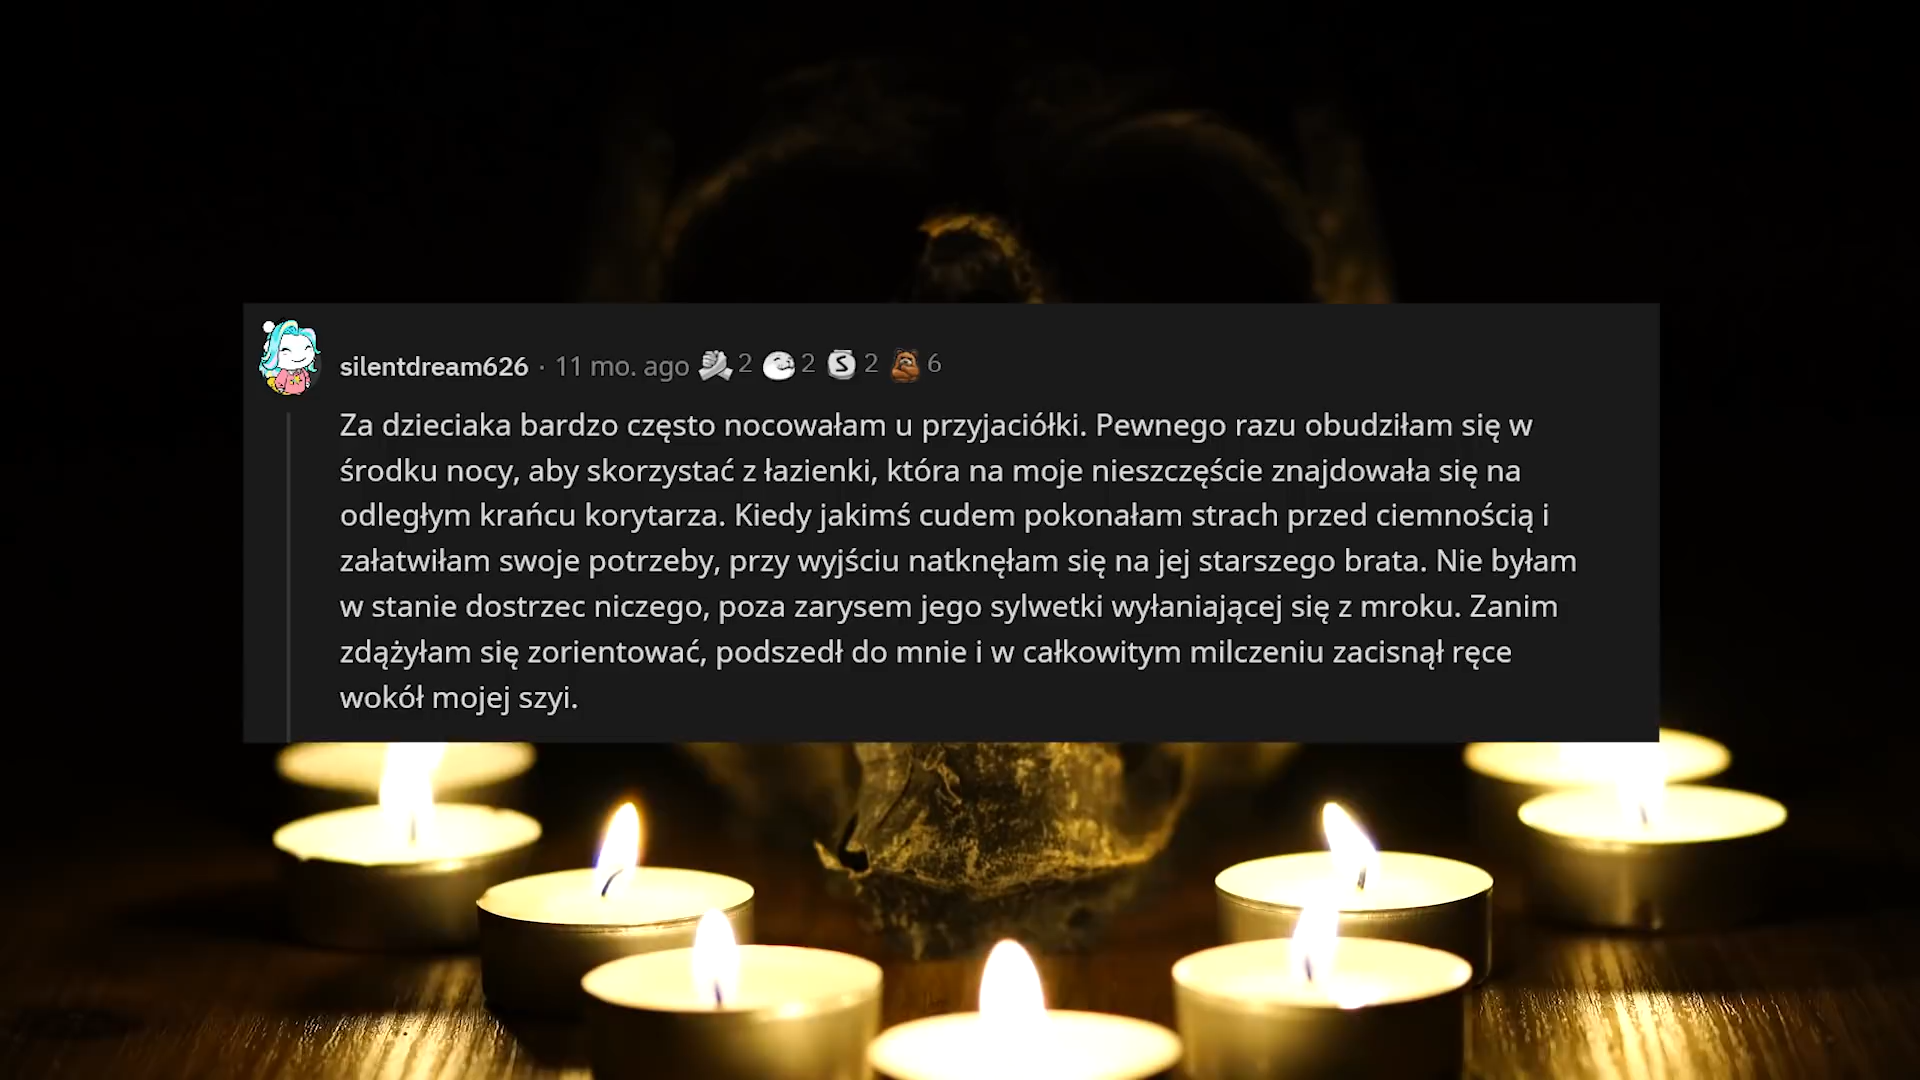 silentdream626 · 11 mo. ago 2 2 S 2 6
Za dzieciaka bardzo często nocowałam u przyjaciółki. Pewnego razu obudziłam się w
środku nocy, aby skorzystać z łazienki, która na moje nieszczęście znajdowała się na
odległym krańcu korytarza. Kiedy jakimś cudem pokonałam strach przed ciemnością i
załatwiłam swoje potrzeby, przy wyjściu natknęłam się na jej starszego brata. Nie byłam
w stanie dostrzec niczego, poza zarysem jego sylwetki wyłaniającej się z mroku. Zanim
zdążyłam się zorientować, podszedł do mnie i w całkowitym milczeniu zacisnął ręce
wokół mojej szyi.